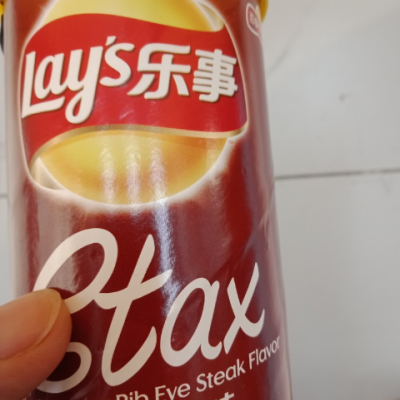 Lay's乐事
Stax
Rib Eye Steak Flavor